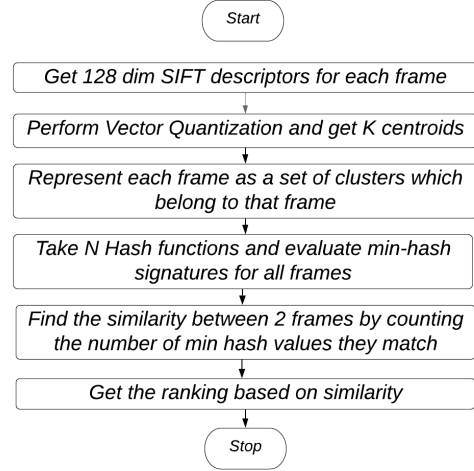 Start
Get 128 dim SIFT descriptors for each frame
Perform Vector Quantization and get K centroids
Represent each frame as a set of clusters which
belong to that frame
Take N Hash functions and evaluate min-hash
signatures for all frames
Find the similarity between 2 frames by counting
the number of min hash values they match
Get the ranking based on similarity
Stop